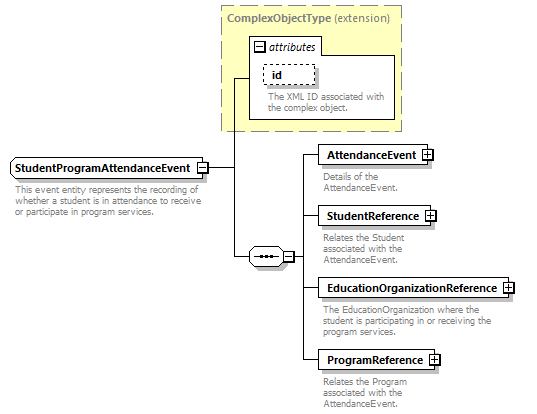 ComplexObjectType (extension)
attributes
id
The XML ID associated with
the complex object.
StudentProgramAttendanceEvent
This event entity represents the recording of
whether a student is in attendance to receive
or participate in program services.
AttendanceEvent
Details of the
AttendanceEvent.
StudentReference
Relates the Student
associated with the
AttendanceEvent.
EducationOrganizationReference
The EducationOrganization where the
student is participating in or receiving the
program services.
ProgramReference
Relates the Program
associated with the
AttendanceEvent.